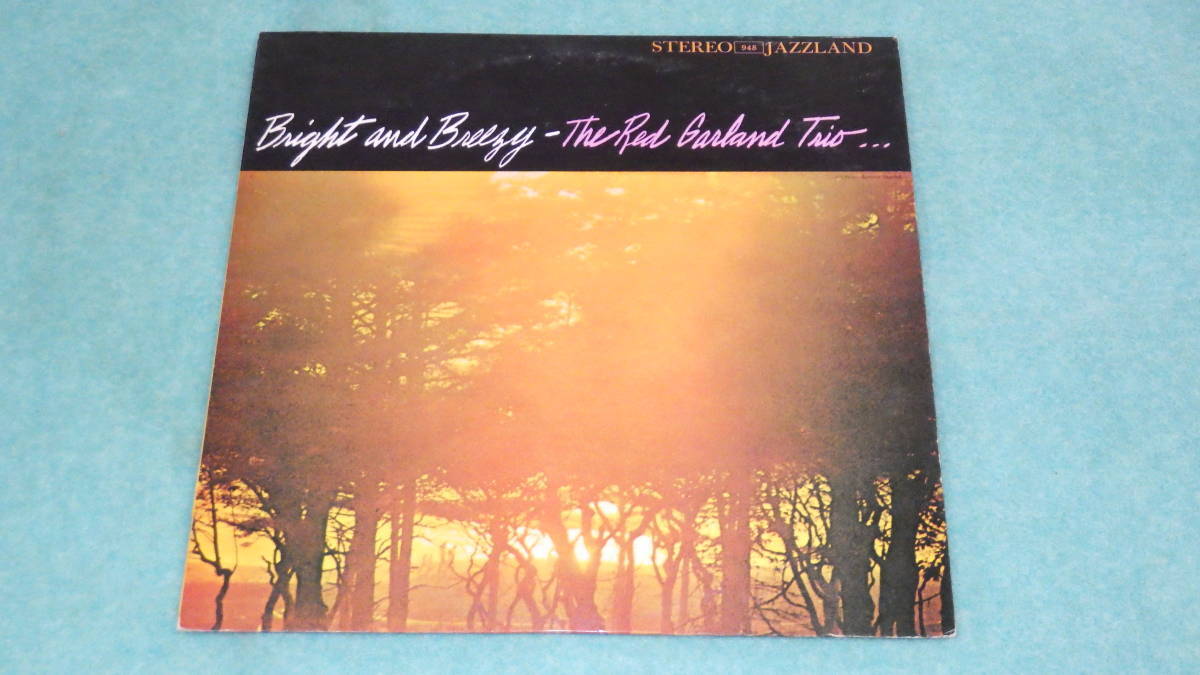 STEREO 948 JAZZLAND
Bright and Breezy - The Red Garland Trio ...